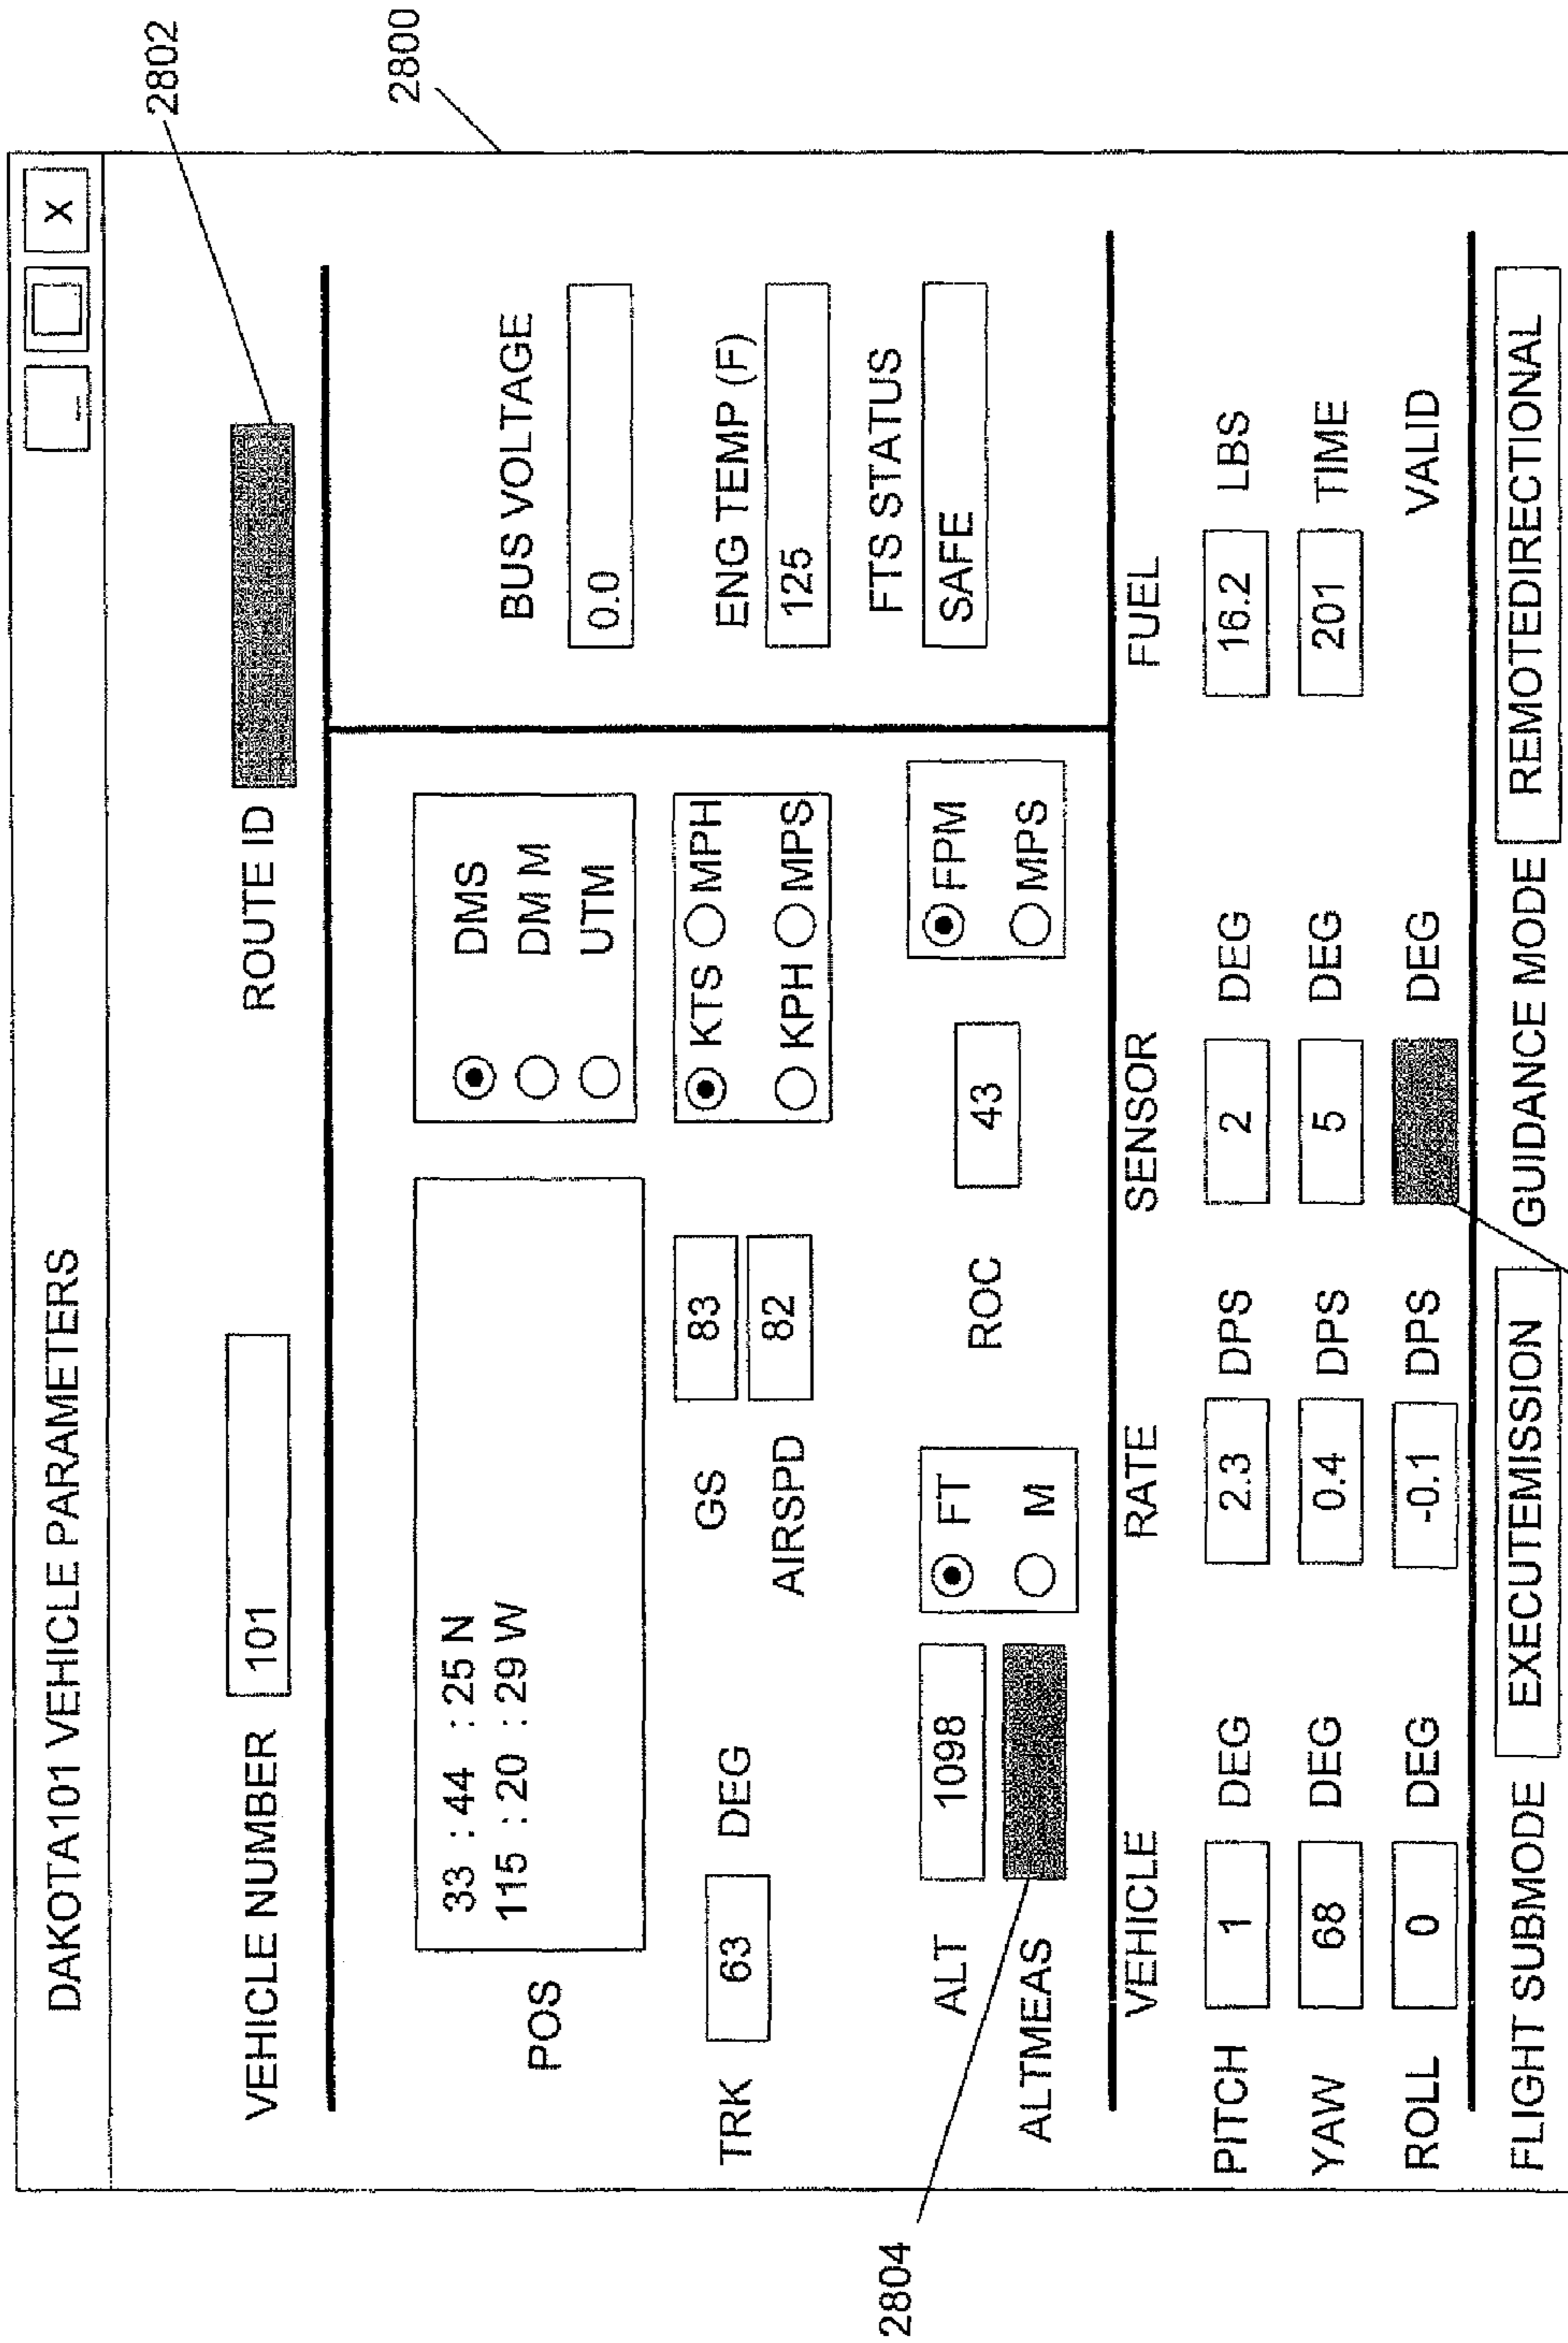 DAKOTA101 VEHICLE PARAMETERS
X
2802
2800
VEHICLE NUMBER 101 ROUTE ID
POS 33 : 44 : 25 N
115 : 20 : 29 W
DMS
DM M
UTM
BUS VOLTAGE
0.0
TRK 63 DEG
GS 83
AIRSPD 82
KTS MPH
KPH MPS
ENG TEMP (F)
125
ALT 1098
ALTMEAS
FT
M
ROC 43
FPM
MPS
FTS STATUS
SAFE
2804
VEHICLE RATE SENSOR FUEL
PITCH 1 DEG 2.3 DPS 2 DEG 16.2 LBS
YAW 68 DEG 0.4 DPS 5 DEG 201 TIME
ROLL 0 DEG -0.1 DPS DEG VALID
FLIGHT SUBMODE EXECUTEMISSION GUIDANCE MODE REMOTEDIRECTIONAL